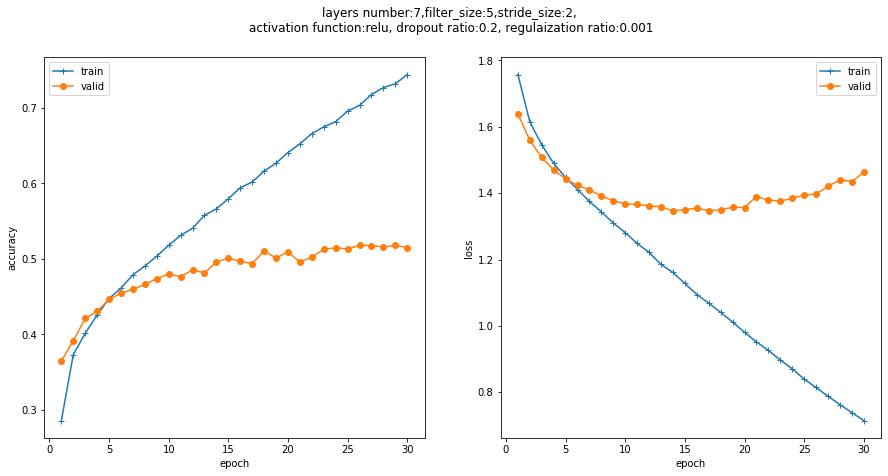 layers number:7,filter_size:5,stride_size:2,
activation function:relu, dropout ratio:0.2, regulaization ratio:0.001
train
valid
accuracy
0.7
0.6
0.5
0.4
0.3
0 5 10 15 20 25 30
epoch
train
valid
loss
1.8
1.6
1.4
1.2
1.0
0.8
0 5 10 15 20 25 30
epoch